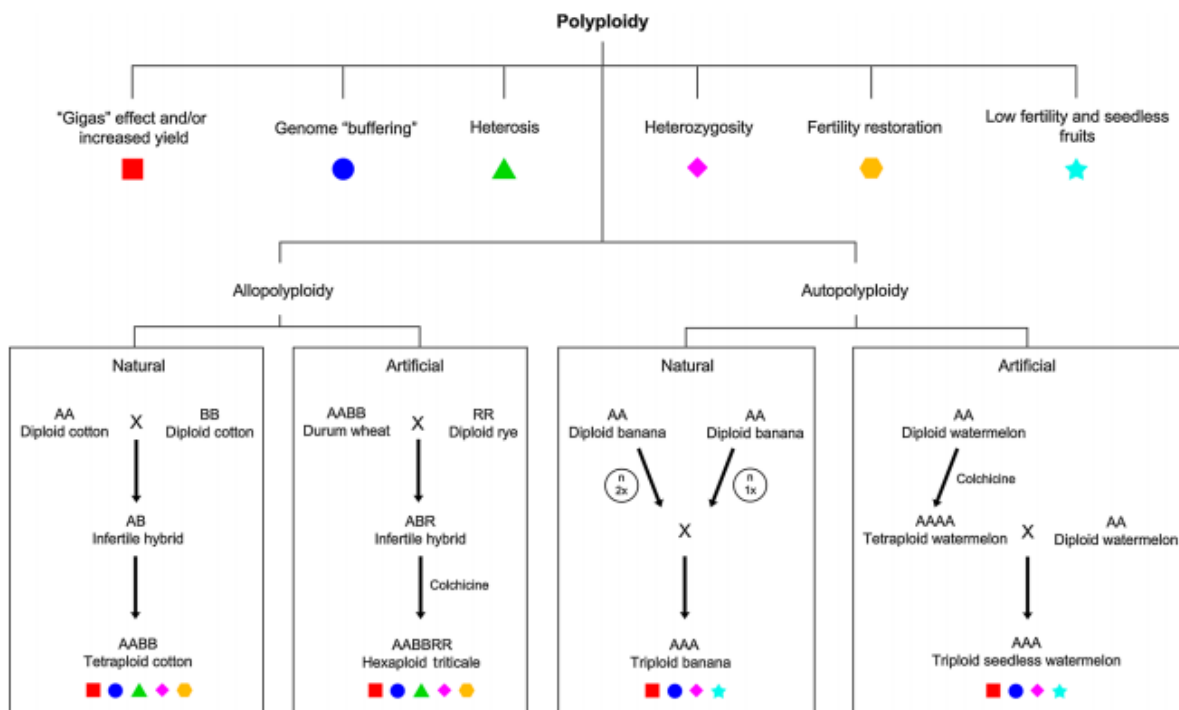 Polyploidy
"Gigas" effect and/or
increased yield
Genome "buffering"
Heterosis
Heterozygosity
Fertility restoration
Low fertility and seedless
fruits
Allopolyploidy
Autopolyploidy
Natural
AA
Diploid cotton
X
BB
Diploid cotton
AB
Infertile hybrid
AABB
Tetraploid cotton
Artificial
AABB
Durum wheat
X
RR
Diploid rye
ABR
Infertile hybrid
Colchicine
AABBRR
Hexaploid triticale
Natural
AA
Diploid banana
AA
Diploid banana
n
2x
n
1x
X
AAA
Triploid banana
Artificial
AA
Diploid watermelon
Colchicine
AAAA
Tetraploid watermelon
X
AA
Diploid watermelon
AAA
Triploid seedless watermelon